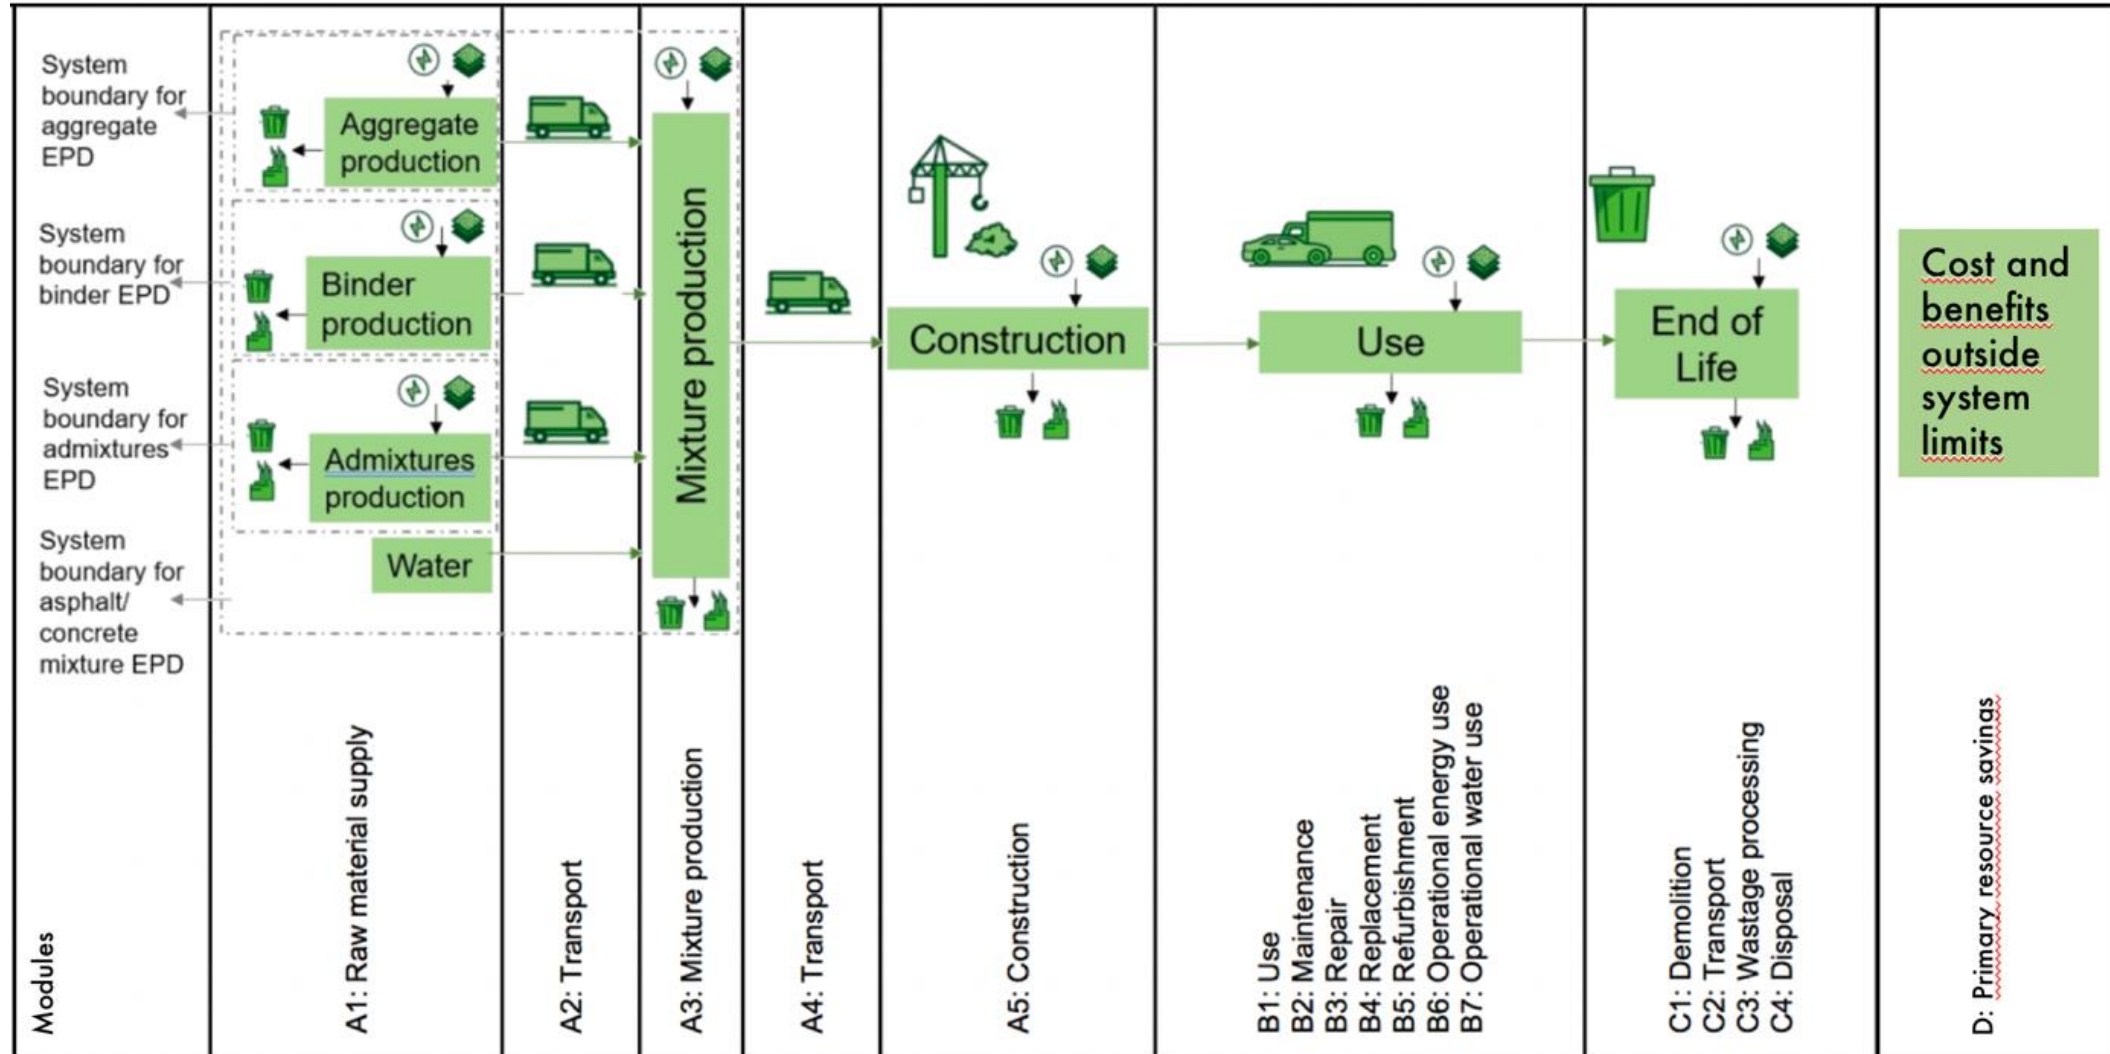 System
boundary for
aggregate
EPD
System
boundary for
binder EPD
System
boundary for
admixtures
EPD
System
boundary for
asphalt/
concrete
mixture EPD
Aggregate
production
Binder
production
Admixtures
production
Water
Mixture production
Construction
Use
End of
Life
Cost and
benefits
outside
system
limits
Modules
A1: Raw material supply
A2: Transport
A3: Mixture production
A4: Transport
A5: Construction
B1: Use
B2: Maintenance
B3: Repair
B4: Replacement
B5: Refurbishment
B6: Operational energy use
B7: Operational water use
C1: Demolition
C2: Transport
C3: Wastage processing
C4: Disposal
D: Primary resource savinas